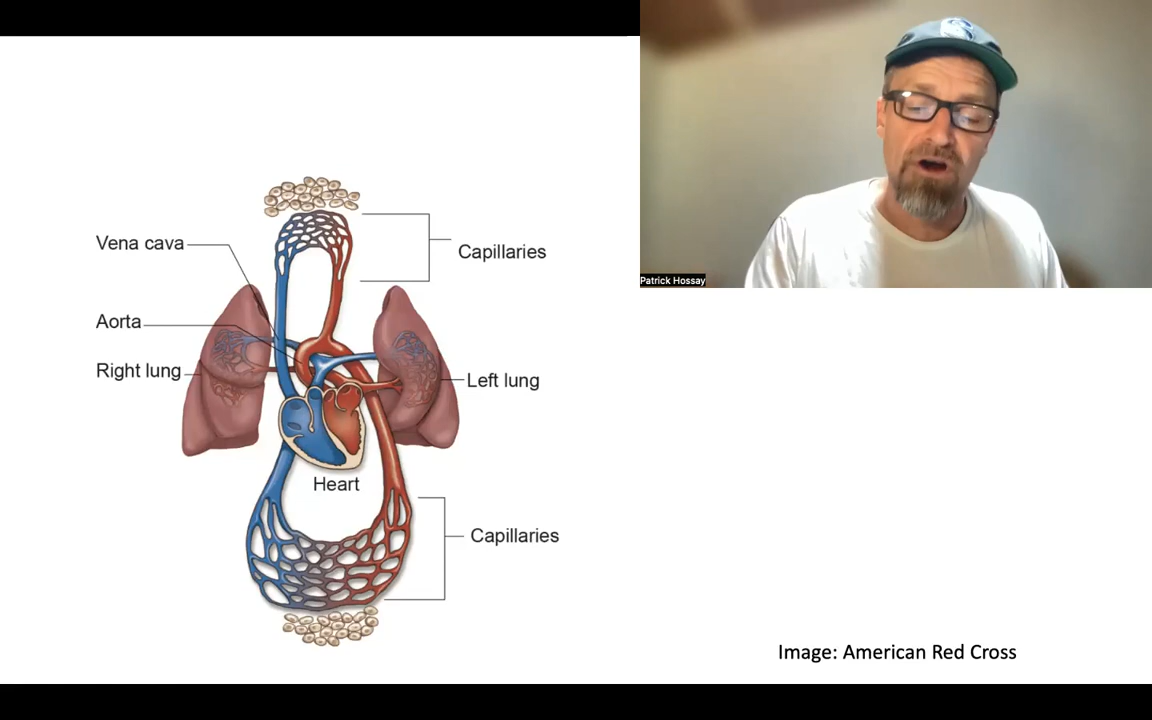 Patrick Hossay
Vena cava
Capillaries
Aorta
Right lung
Left lung
Heart
Capillaries
Image: American Red Cross